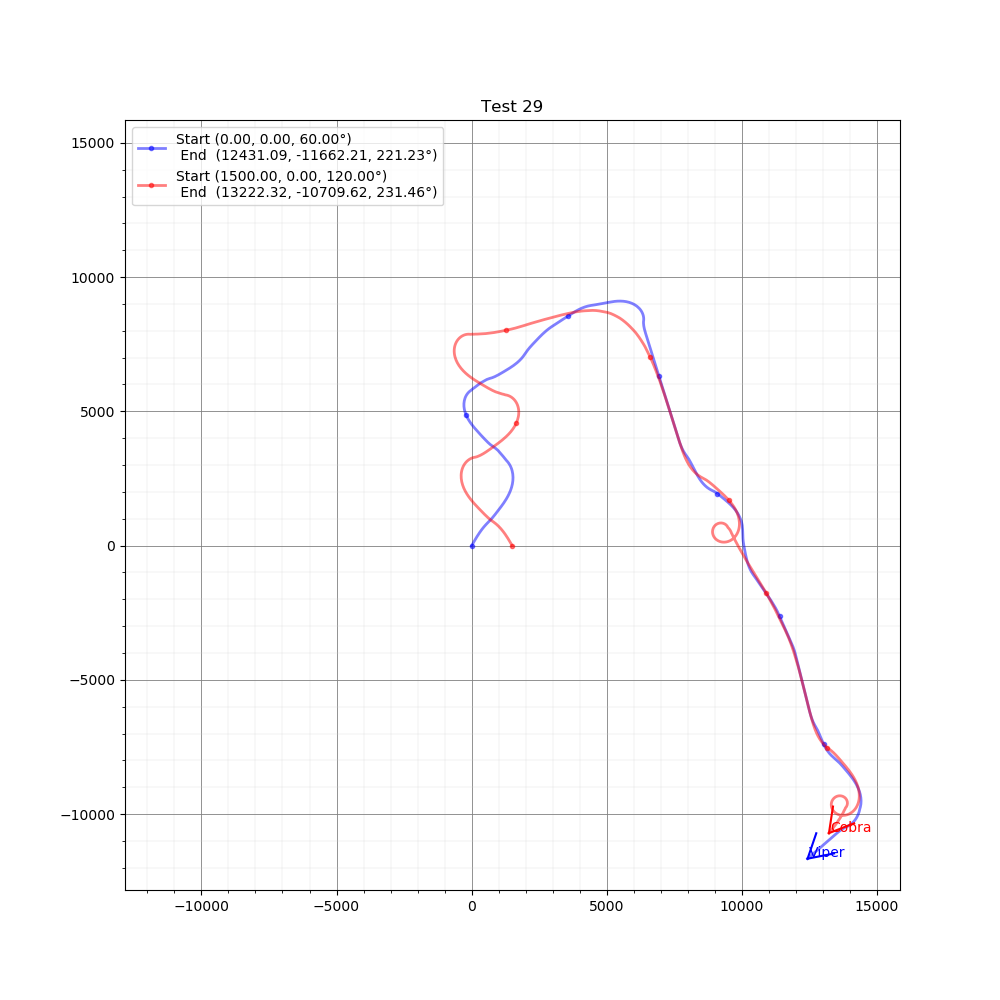 Test 29
Start (0.00, 0.00, 60.00°)
End (12431.09, -11662.21, 221.23°)
Start (1500.00, 0.00, 120.00°)
End (13222.32, -10709.62, 231.46°)
15000
10000
5000
0
−5000
−10000
Cobra
Viper
−10000 −5000 0 5000 10000 15000